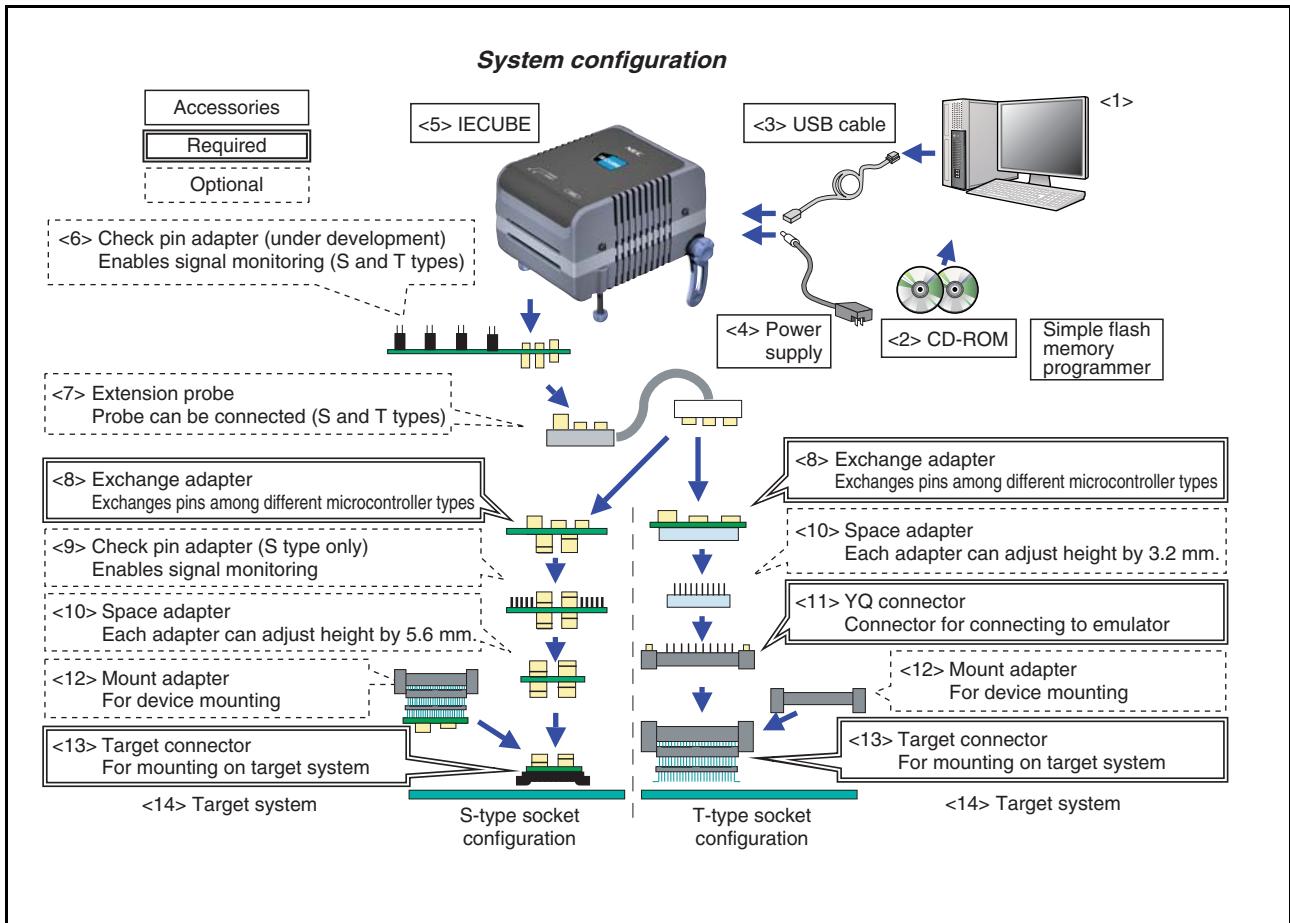 System configuration
Accessories
Required
Optional
<5> IECUBE
NEC
<3> USB cable
<1>
<6> Check pin adapter (under development)
Enables signal monitoring (S and T types)
<4> Power
supply
<2> CD-ROM
Simple flash
memory
programmer
<7> Extension probe
Probe can be connected (S and T types)
<8> Exchange adapter
Exchanges pins among different microcontroller types
<9> Check pin adapter (S type only)
Enables signal monitoring
<10> Space adapter
Each adapter can adjust height by 5.6 mm.
<12> Mount adapter
For device mounting
<13> Target connector
For mounting on target system
<14> Target system
S-type socket
configuration
<8> Exchange adapter
Exchanges pins among different microcontroller types
<10> Space adapter
Each adapter can adjust height by 3.2 mm.
<11> YQ connector
Connector for connecting to emulator
<12> Mount adapter
For device mounting
<13> Target connector
For mounting on target system
T-type socket
configuration
<14> Target system